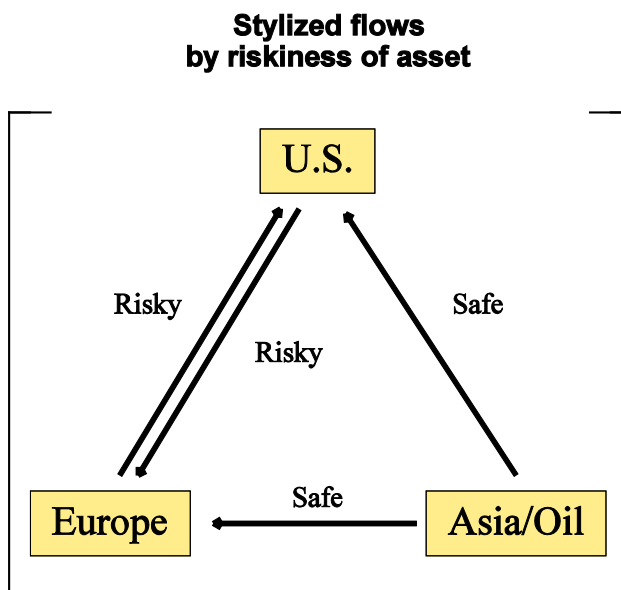 Stylized flows
by riskiness of asset
U.S.
Risky
Safe
Risky
Safe
Europe
Asia/Oil